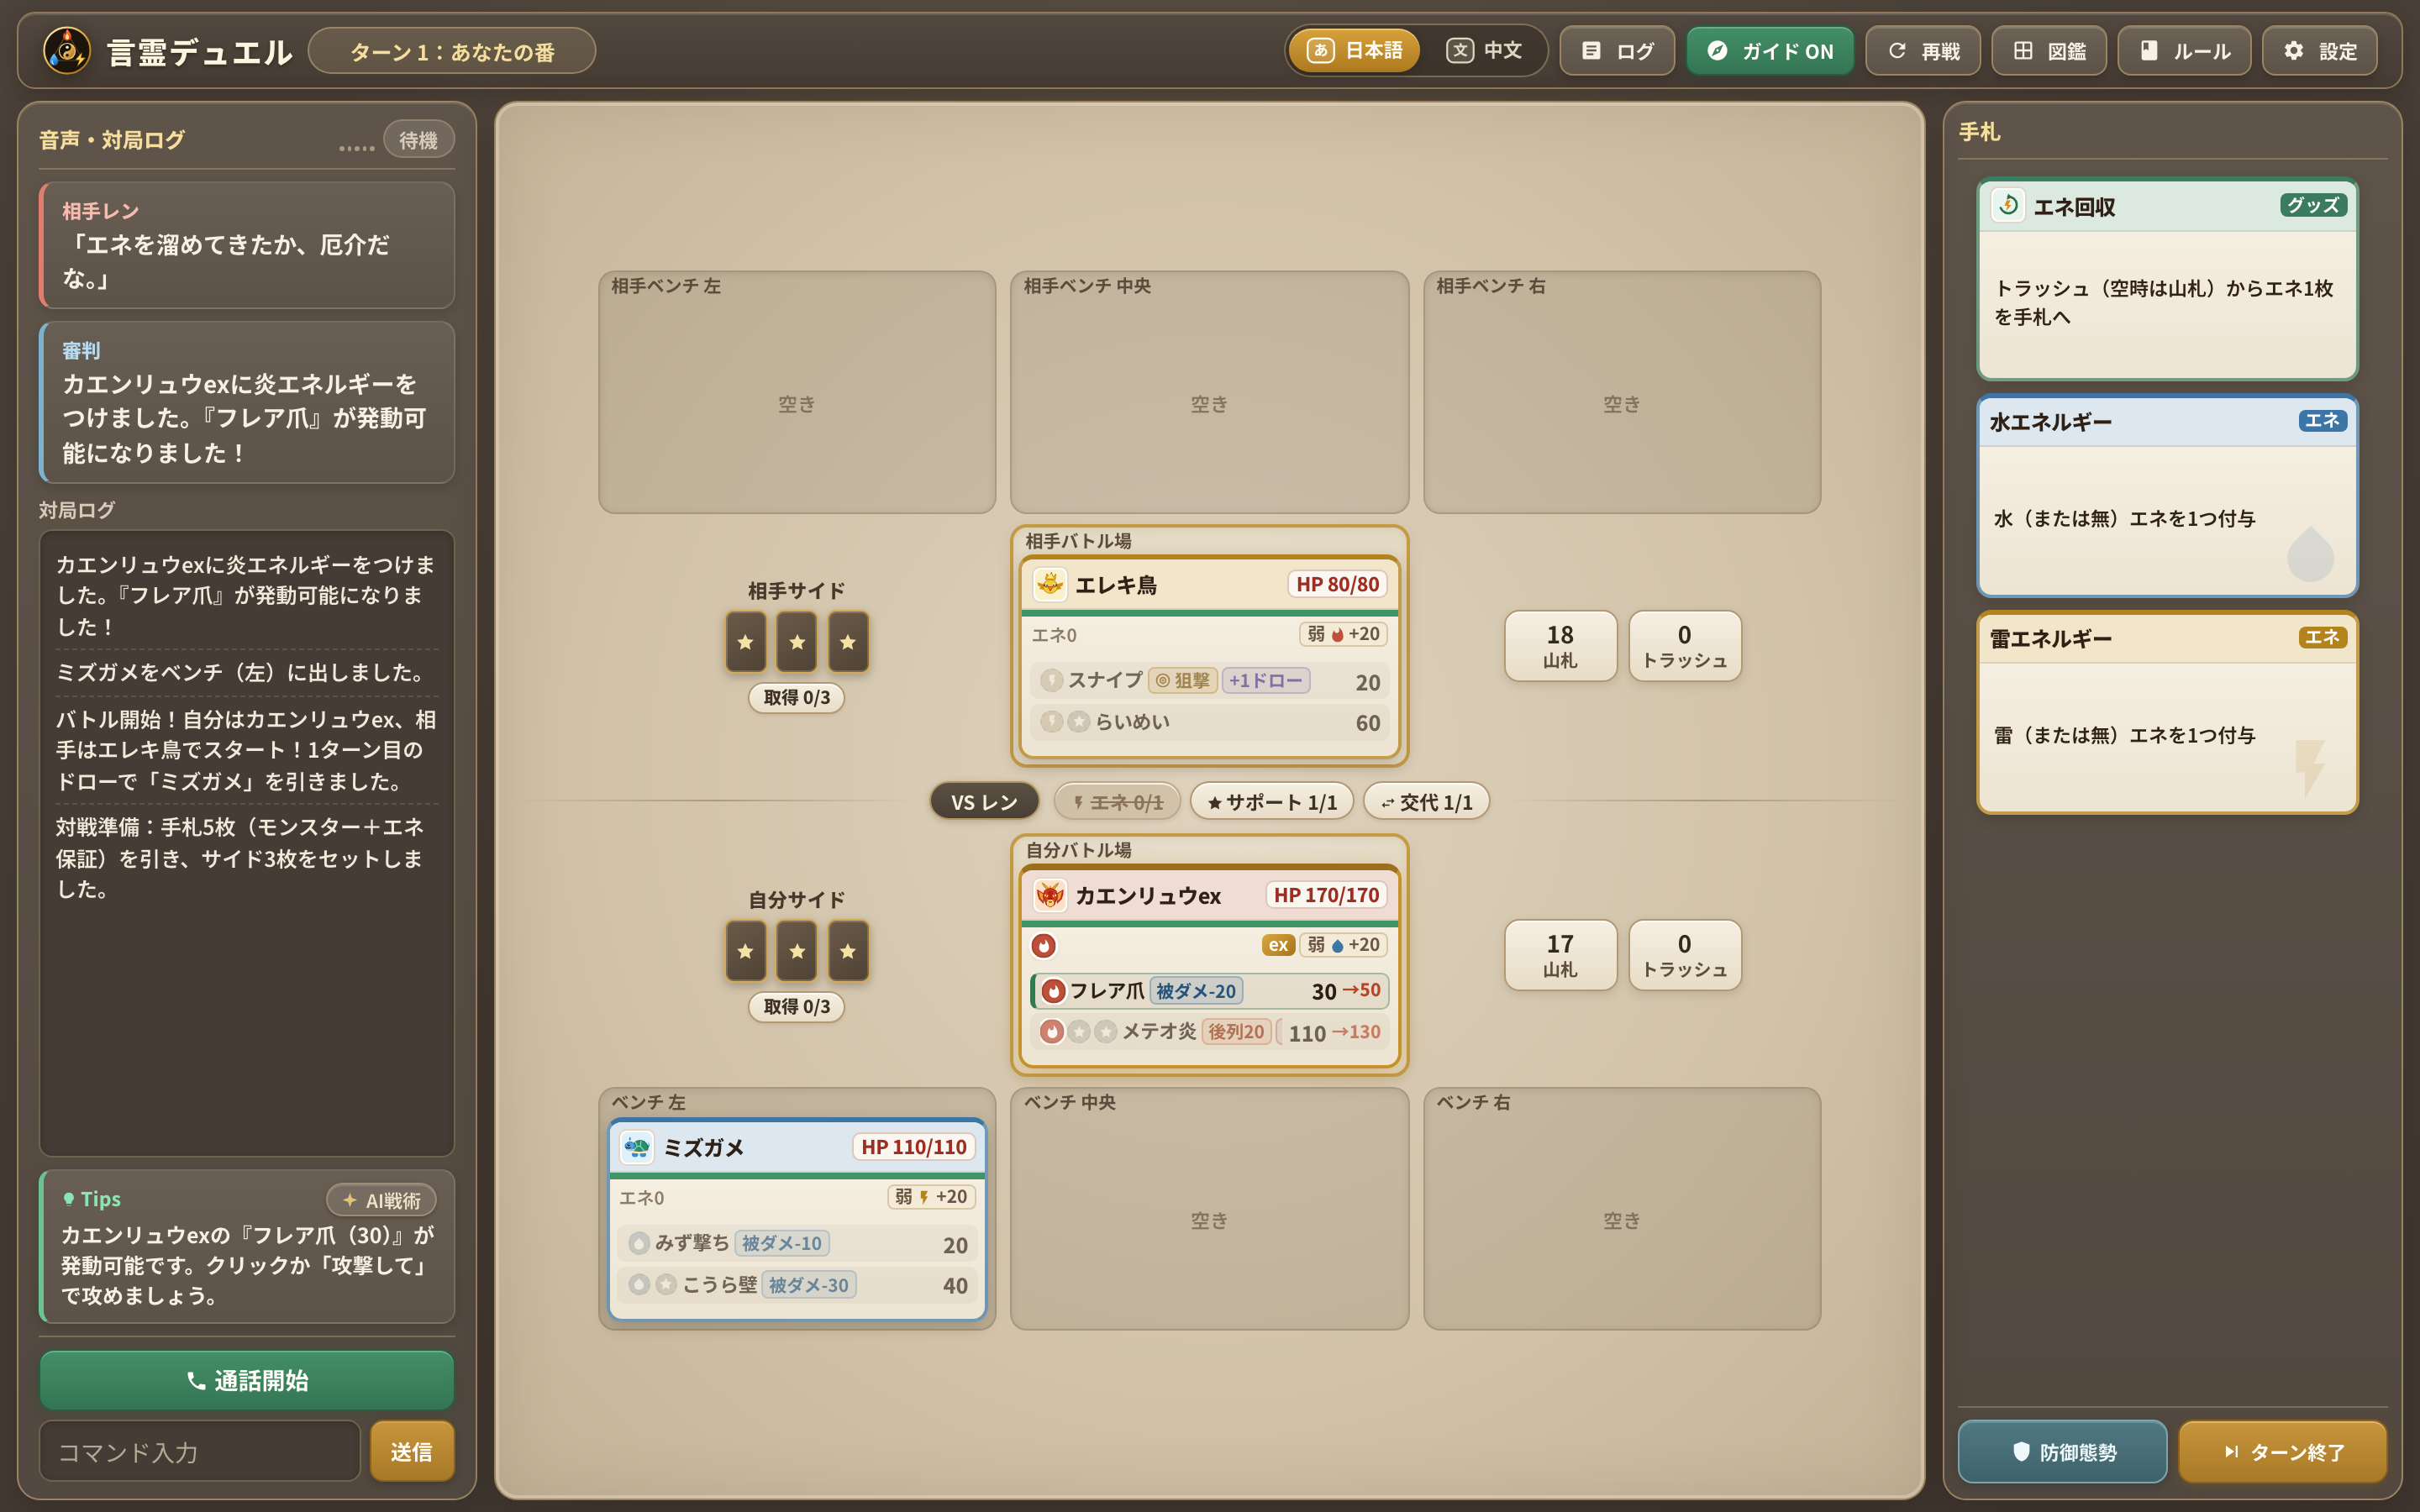 言霊デュエル
ターン 1：あなたの番
あ 日本語
文 中文
ログ
ガイド ON
再戦
図鑑
ルール
設定
音声・対局ログ
待機
相手レン
「エネを溜めてきたか、厄介だ
な。」
審判
カエンリュウexに炎エネルギーを
つけました。『フレア爪』が発動可
能になりました！
対局ログ
カエンリュウexに炎エネルギーをつけま
した。『フレア爪』が発動可能になりま
した！
ミズガメをベンチ（左）に出しました。
バトル開始！自分はカエンリュウex、相
手はエレキ鳥でスタート！1ターン目の
ドローで「ミズガメ」を引きました。
対戦準備：手札5枚（モンスター＋エネ
保証）を引き、サイド3枚をセットしま
した。
Tips
AI戦術
カエンリュウexの『フレア爪（30）』が
発動可能です。クリックか「攻撃して」
で攻めましょう。
通話開始
コマンド入力
送信
相手ベンチ 左
空き
相手ベンチ 中央
空き
相手ベンチ 右
空き
相手サイド
取得 0/3
相手バトル場
エレキ鳥
HP 80/80
エネ0
弱 +20
スナイプ 狙撃 +1ドロー 20
らいめい 60
18
山札
0
トラッシュ
VS レン
エネ 0/1
サポート 1/1
交代 1/1
自分サイド
取得 0/3
自分バトル場
カエンリュウex
HP 170/170
ex 弱 +20
フレア爪 被ダメ-20 30 →50
メテオ炎 後列20 110 →130
17
山札
0
トラッシュ
ベンチ 左
ミズガメ
HP 110/110
エネ0
弱 +20
みず撃ち 被ダメ-10 20
こうら壁 被ダメ-30 40
ベンチ 中央
空き
ベンチ 右
空き
手札
エネ回収
グッズ
トラッシュ（空時は山札）からエネ1枚
を手札へ
水エネルギー
エネ
水（または無）エネを1つ付与
雷エネルギー
エネ
雷（または無）エネを1つ付与
防御態勢
ターン終了